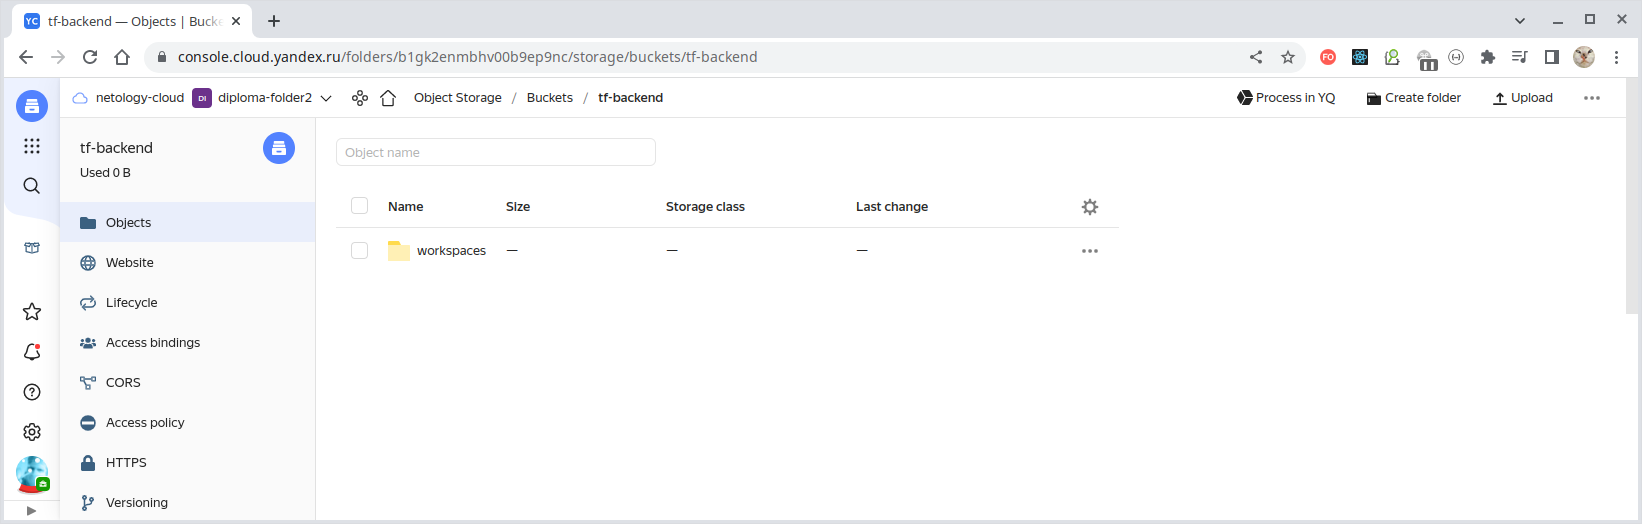 YC tf-backend — Objects | Bucke
console.cloud.yandex.ru/folders/b1gk2enmbhv00b9ep9nc/storage/buckets/tf-backend
FO
netology-cloud DI diploma-folder2 Object Storage / Buckets / tf-backend Process in YQ Create folder Upload
tf-backend
Used 0 B
Object name
Name Size Storage class Last change
Objects
workspaces — — —
Website
Lifecycle
Access bindings
CORS
Access policy
HTTPS
Versioning